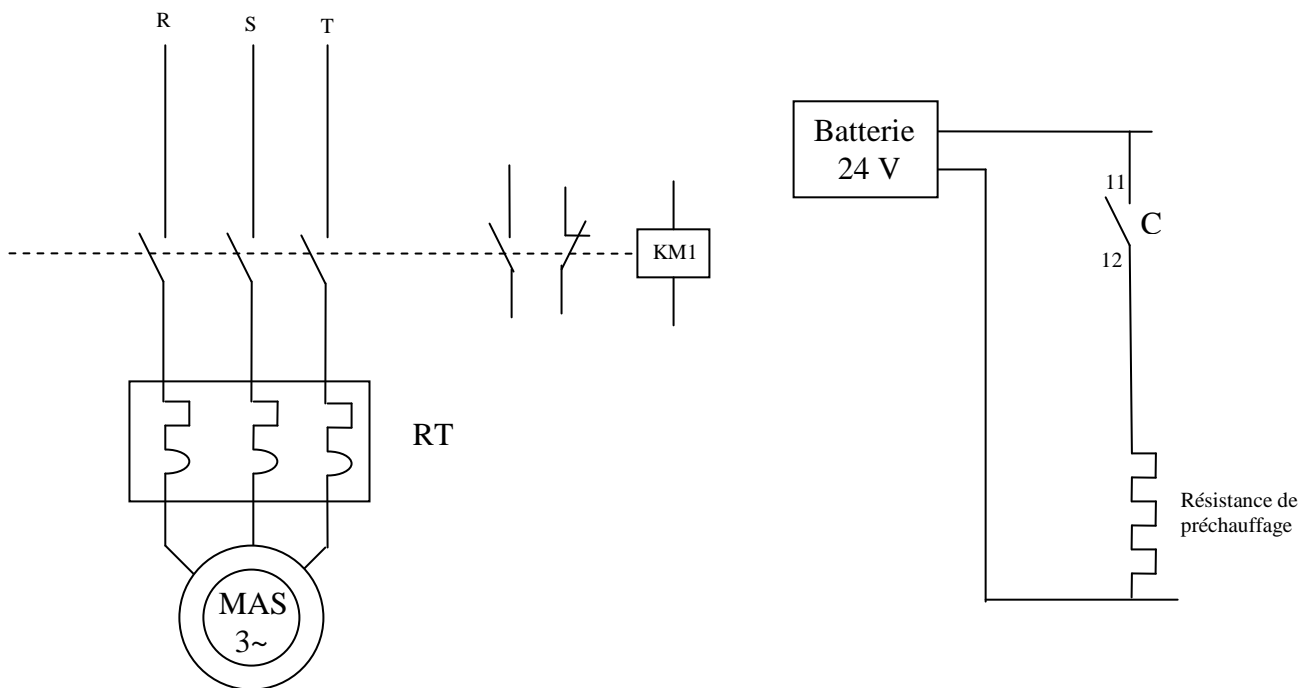 R
S
T
Batterie
24 V
11
C
12
KM1
RT
Résistance de
préchauffage
MAS
3~